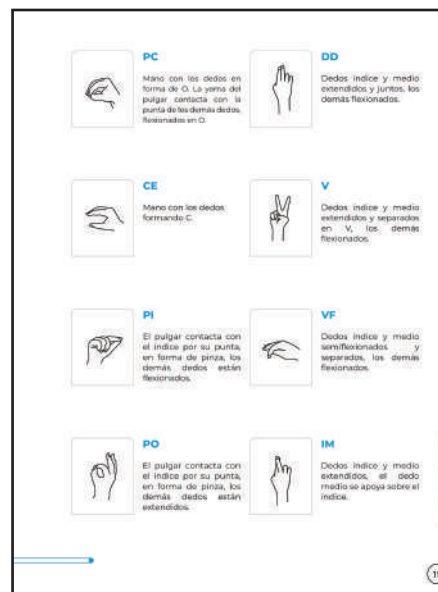 PC
Mano con los dedos en
forma de O. La yema del
pulgar contacta con la
punta de los demás dedos,
flexionados en O.
DD
Dedos índice y medio
extendidos y juntos, los
demás flexionados.
CE
Mano con los dedos
formando C.
V
Dedos índice y medio
extendidos y separados
en V, los demás
flexionados.
PI
El pulgar contacta con
el índice por su punta,
en forma de pinza, los
demás dedos están
flexionados.
VF
Dedos índice y medio
semiflexionados y
separados, los demás
flexionados.
PO
El pulgar contacta con
el índice por su punta,
en forma de pinza, los
demás dedos están
extendidos.
IM
Dedos índice y medio
extendidos, el dedo
medio se apoya sobre el
índice.